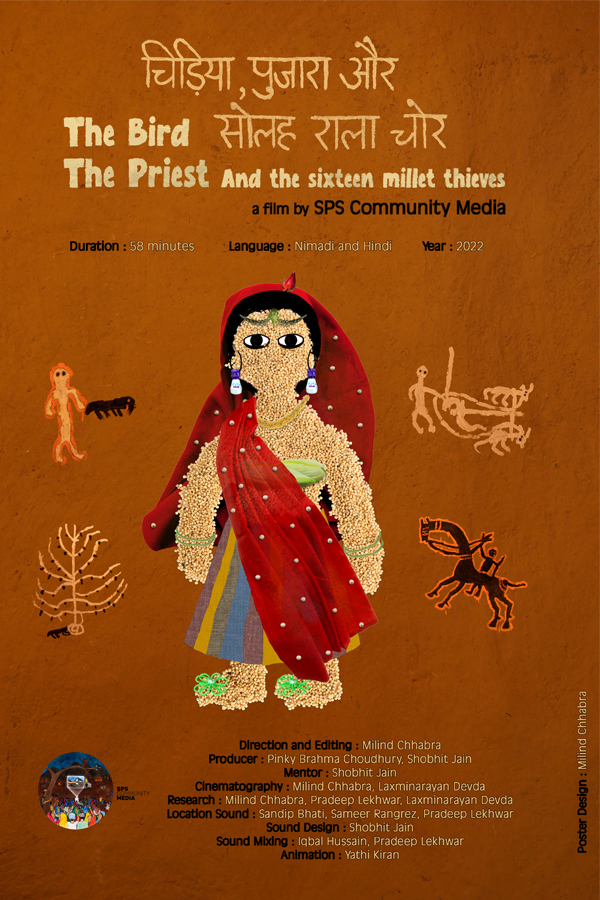 चिड़िया, पुजारा और
सोलह राला चोर
The Bird
The Priest And the sixteen millet thieves
a film by SPS Community Media
Duration : 58 minutes Language : Nimadi and Hindi Year : 2022
Direction and Editing : Milind Chhabra
Producer : Pinky Brahma Choudhury, Shobhit Jain
Mentor : Shobhit Jain
Cinematography : Milind Chhabra, Laxminarayan Devda
Research : Milind Chhabra, Pradeep Lekhwar, Laxminarayan Devda
Location Sound : Sandip Bhati, Sameer Rangrez, Pradeep Lekhwar
Sound Design : Shobhit Jain
Sound Mixing : Iqbal Hussain, Pradeep Lekhwar
Animation : Yathi Kiran
SPS
COMMUNITY
MEDIA
Poster Design : Milind Chhabra